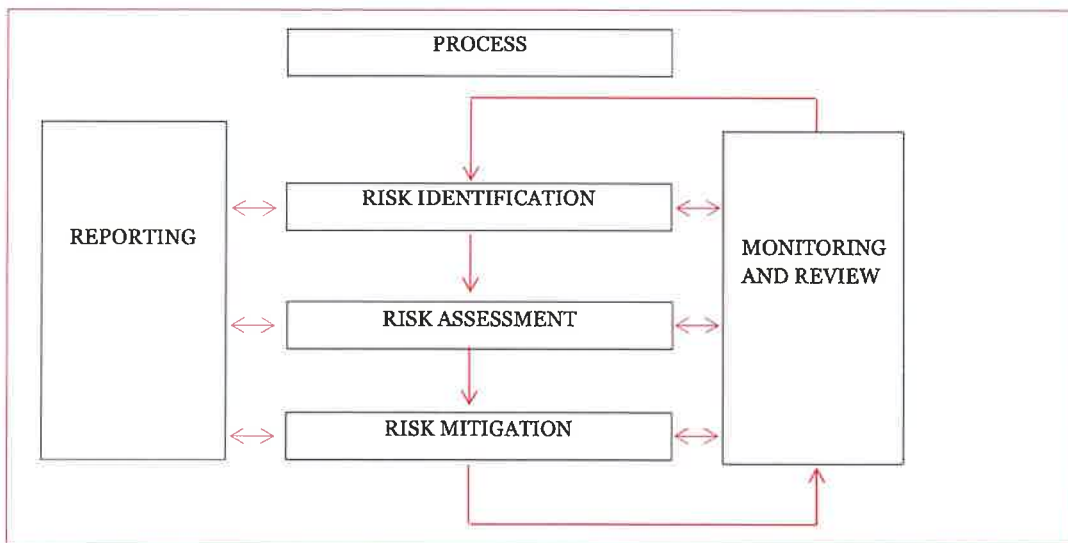 PROCESS
RISK IDENTIFICATION
REPORTING
MONITORING
AND REVIEW
RISK ASSESSMENT
RISK MITIGATION